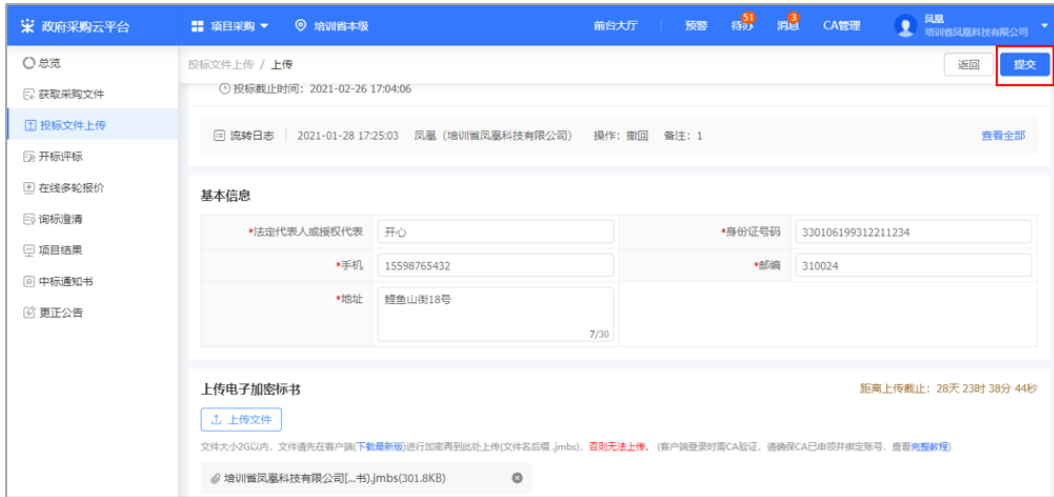 政府采购云平台 项目采购 培训省本级 前台大厅 预警 待办 51 消息 3 CA管理 凤凰
培训省凤凰科技有限公司
总览
获取采购文件
投标文件上传
开标评标
在线多轮报价
询标澄清
项目结果
中标通知书
更正公告
投标文件上传 / 上传 返回 提交
投标截止时间：2021-02-26 17:04:06
流转日志 2021-01-28 17:25:03 凤凰（培训省凤凰科技有限公司） 操作：撤回 备注：1 查看全部
基本信息
*法定代表人或授权代表 开心 *身份证号码 330106199312211234
*手机 15598765432 *邮编 310024
*地址 鲤鱼山街18号
7/30
上传电子加密标书 距离上传截止：28天 23时 38分 44秒
上传文件
文件大小2G以内，文件请先在客户端(下载最新版)进行加密再到此处上传(文件名后缀 .jmbs)，否则无法上传。 (客户端登录时需CA验证，请确保CA已申领并绑定账号，查看完整教程)
培训省凤凰科技有限公司[...书).jmbs(301.8KB)